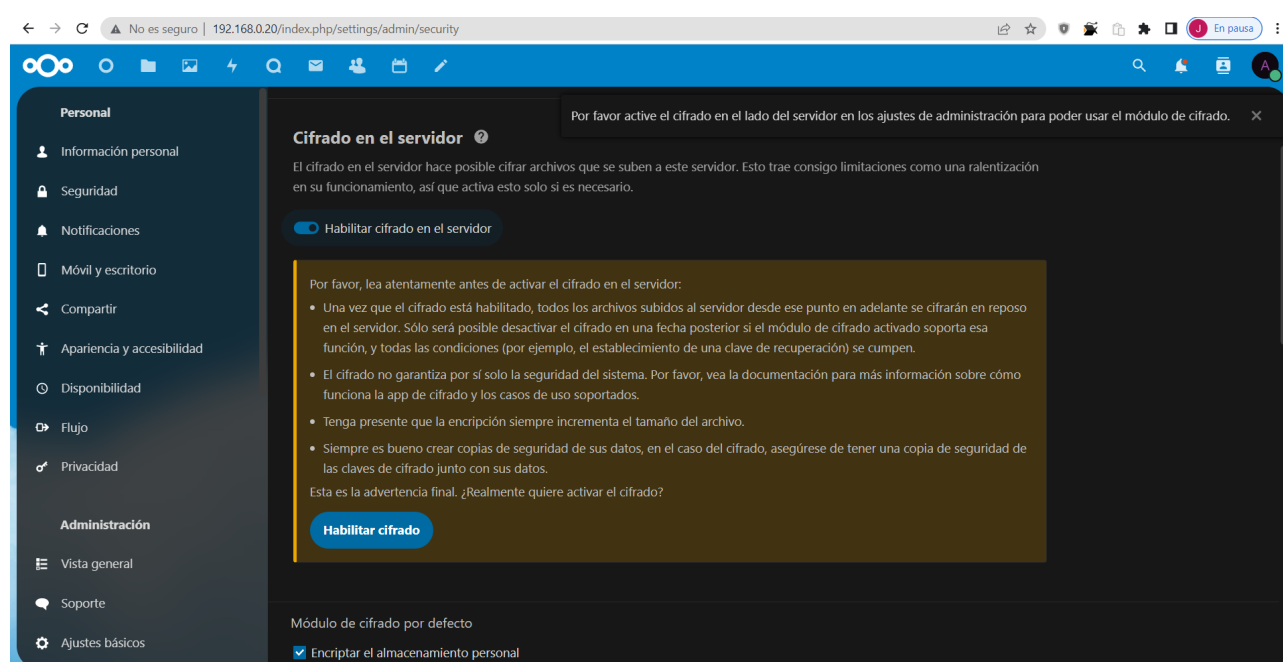 No es seguro | 192.168.0.20/index.php/settings/admin/security
J En pausa
A
Por favor active el cifrado en el lado del servidor en los ajustes de administración para poder usar el módulo de cifrado.
Personal
Información personal
Seguridad
Notificaciones
Móvil y escritorio
Compartir
Apariencia y accesibilidad
Disponibilidad
Flujo
Privacidad
Administración
Vista general
Soporte
Ajustes básicos
Cifrado en el servidor
El cifrado en el servidor hace posible cifrar archivos que se suben a este servidor. Esto trae consigo limitaciones como una ralentización
en su funcionamiento, así que activa esto solo si es necesario.
Habilitar cifrado en el servidor
Por favor, lea atentamente antes de activar el cifrado en el servidor:
• Una vez que el cifrado está habilitado, todos los archivos subidos al servidor desde ese punto en adelante se cifrarán en reposo
en el servidor. Sólo será posible desactivar el cifrado en una fecha posterior si el módulo de cifrado activado soporta esa
función, y todas las condiciones (por ejemplo, el establecimiento de una clave de recuperación) se cumpen.
• El cifrado no garantiza por sí solo la seguridad del sistema. Por favor, vea la documentación para más información sobre cómo
funciona la app de cifrado y los casos de uso soportados.
• Tenga presente que la encripción siempre incrementa el tamaño del archivo.
• Siempre es bueno crear copias de seguridad de sus datos, en el caso del cifrado, asegúrese de tener una copia de seguridad de
las claves de cifrado junto con sus datos.
Esta es la advertencia final. ¿Realmente quiere activar el cifrado?
Habilitar cifrado
Módulo de cifrado por defecto
Encriptar el almacenamiento personal